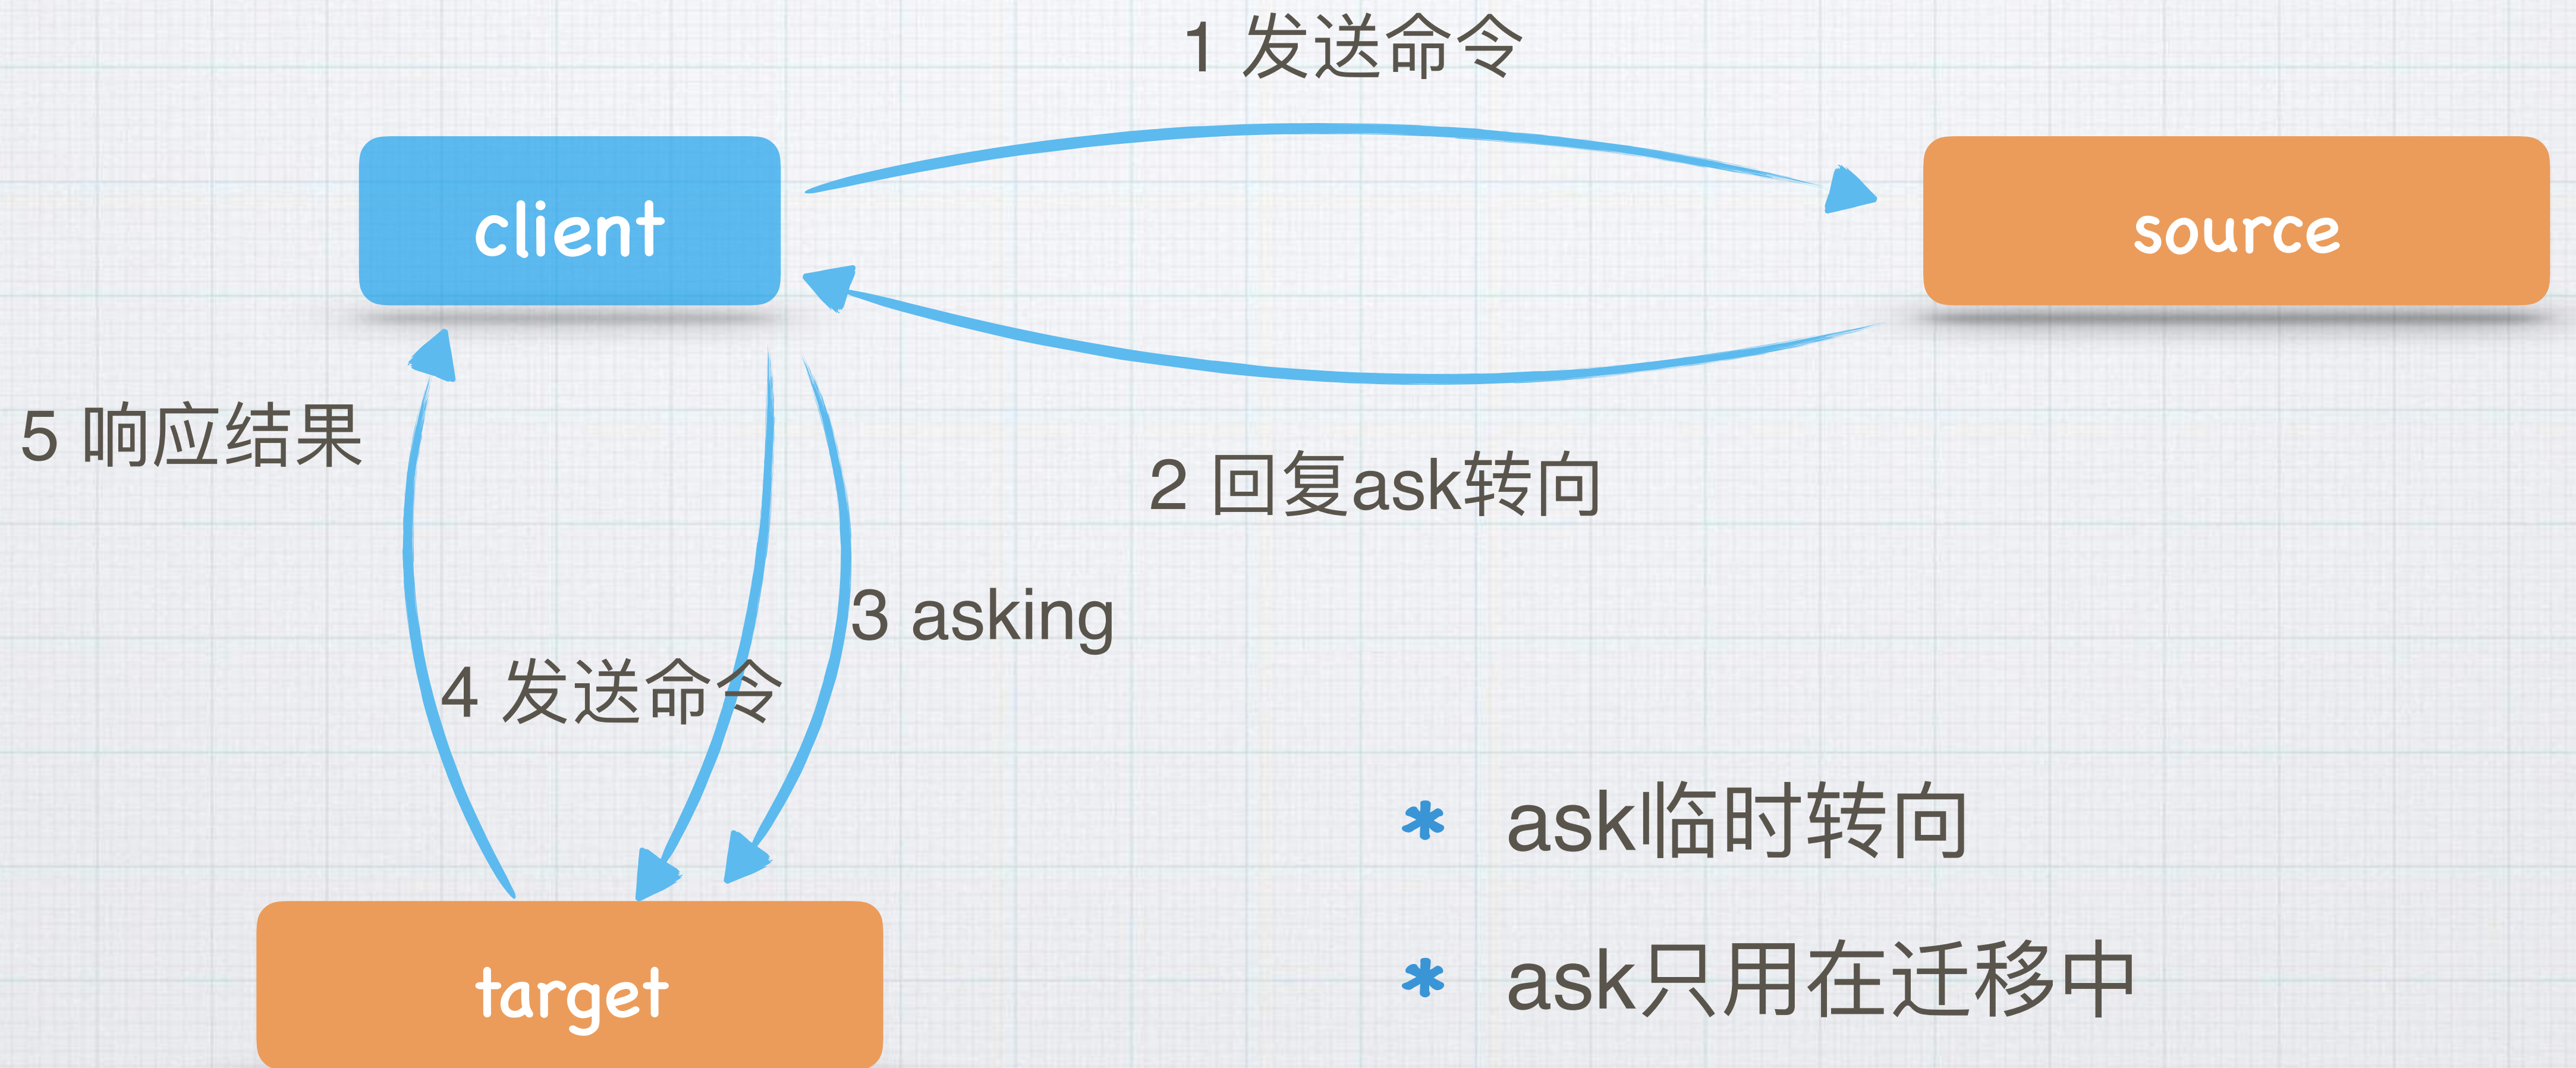 1 发送命令
client
source
5 响应结果
2 回复ask转向
3 asking
4 发送命令
ask临时转向
target
ask只用在迁移中